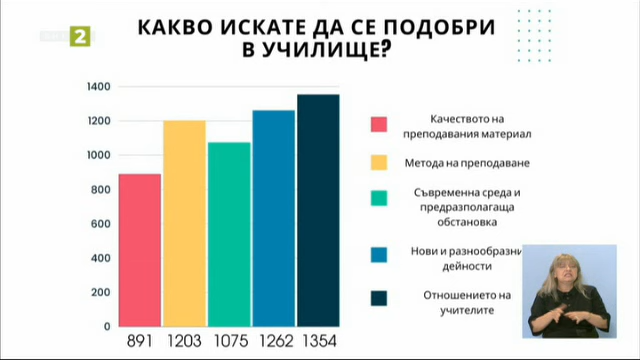 КАКВО ИСКАТЕ ДА СЕ ПОДОБРИ
В УЧИЛИЩЕ?
2
1400
1200
1000
800
600
400
200
0
891 1203 1075 1262 1354
Качеството на
преподавания материал
Метода на преподаване
Съвременна среда и
предразполагаща
обстановка
Нови и разнообразни
дейности
Отношението на
учителите